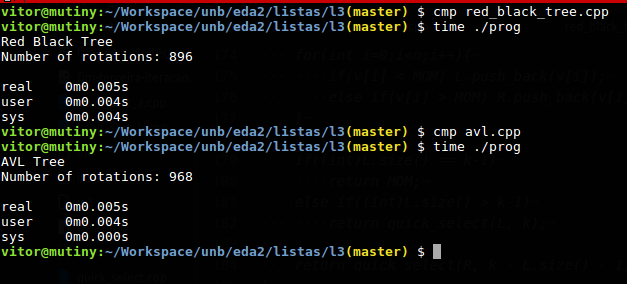 vitor@mutiny:~/Workspace/unb/eda2/listas/l3(master) $ cmp red_black_tree.cpp
vitor@mutiny:~/Workspace/unb/eda2/listas/l3(master) $ time ./prog
Red Black Tree
Number of rotations: 896
real 0m0.005s
user 0m0.004s
sys 0m0.004s
vitor@mutiny:~/Workspace/unb/eda2/listas/l3(master) $ cmp avl.cpp
vitor@mutiny:~/Workspace/unb/eda2/listas/l3(master) $ time ./prog
AVL Tree
Number of rotations: 968
real 0m0.005s
user 0m0.004s
sys 0m0.000s
vitor@mutiny:~/Workspace/unb/eda2/listas/l3(master) $